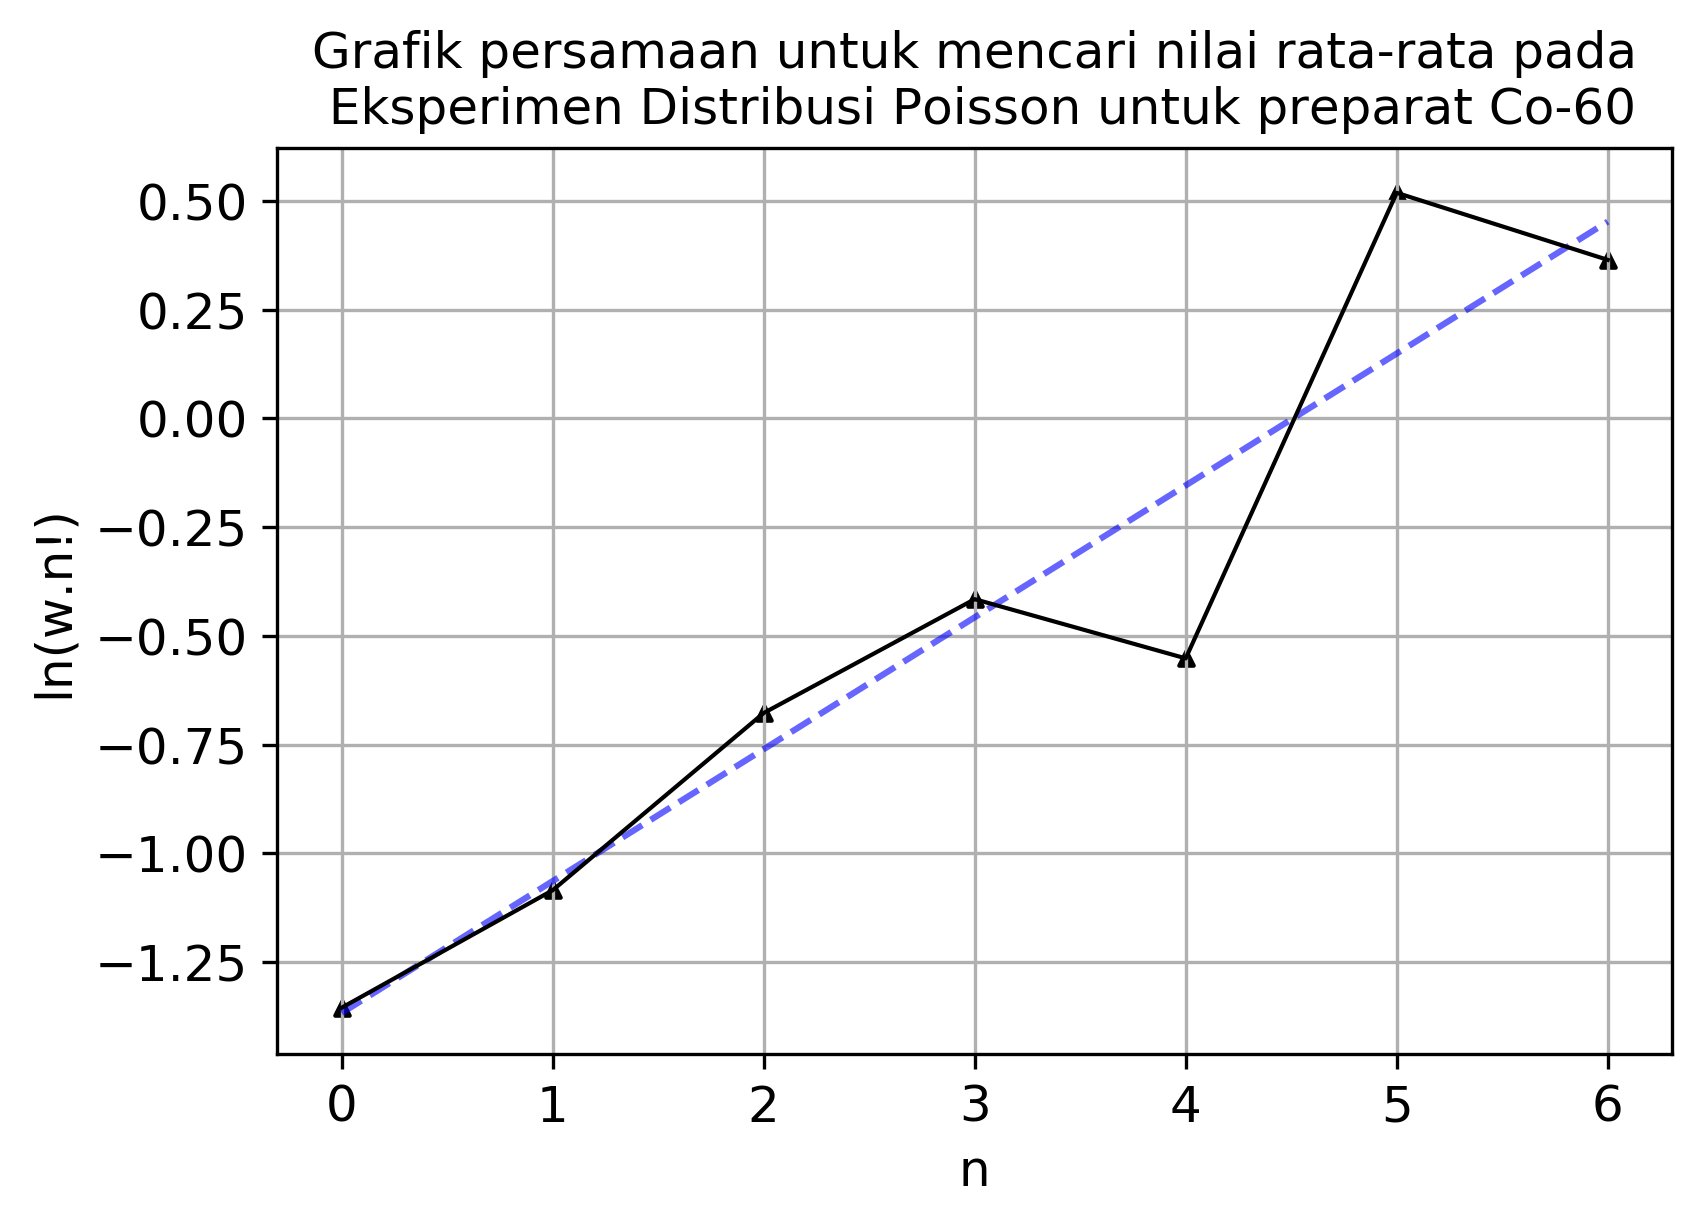 Grafik persamaan untuk mencari nilai rata-rata pada
Eksperimen Distribusi Poisson untuk preparat Co-60
0.50
0.25
0.00
−0.25
−0.50
−0.75
−1.00
−1.25
ln(w.n!)
0 1 2 3 4 5 6
n